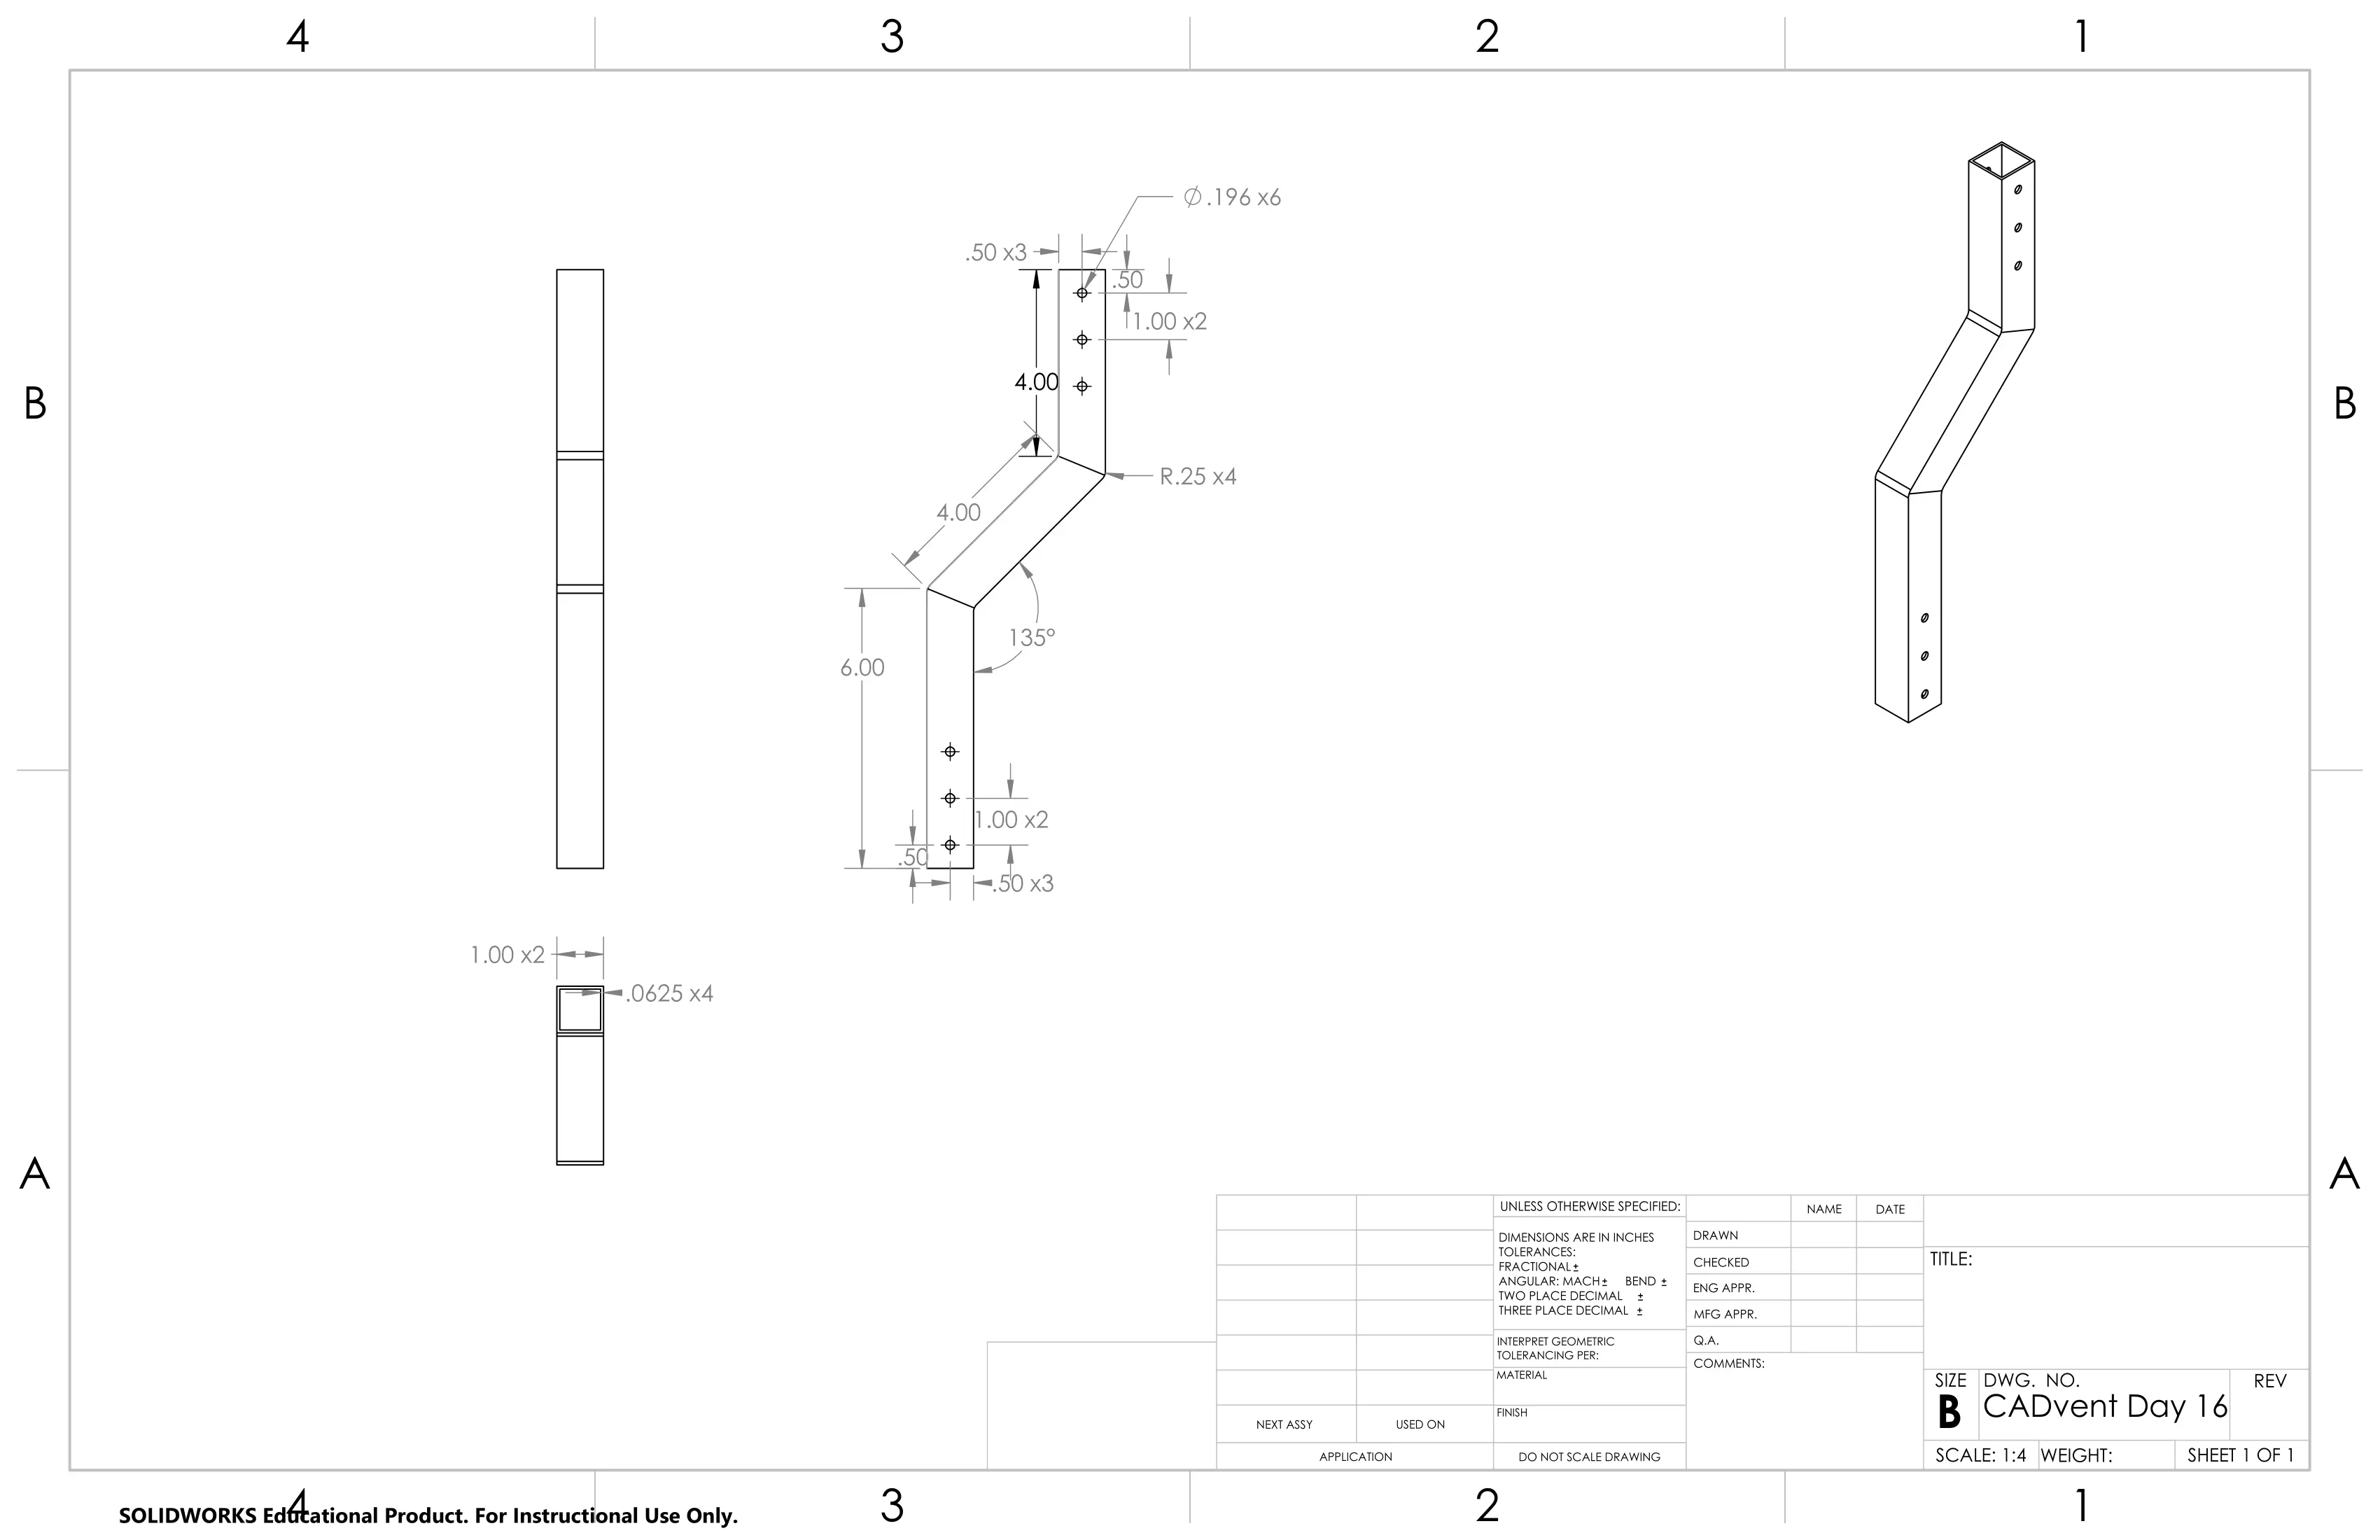 4 3 2 1
B B
A A
Ø.196 x6
.50 x3
.50
1.00 x2
4.00
R.25 x4
4.00
135°
6.00
1.00 x2
.50
.50 x3
1.00 x2
.0625 x4
UNLESS OTHERWISE SPECIFIED:
DIMENSIONS ARE IN INCHES
TOLERANCES:
FRACTIONAL ±
ANGULAR: MACH ± BEND ±
TWO PLACE DECIMAL ±
THREE PLACE DECIMAL ±
INTERPRET GEOMETRIC
TOLERANCING PER:
MATERIAL
FINISH
DO NOT SCALE DRAWING
NEXT ASSY USED ON
APPLICATION
NAME DATE
DRAWN
CHECKED
ENG APPR.
MFG APPR.
Q.A.
COMMENTS:
TITLE:
SIZE DWG. NO. REV
B CADvent Day 16
SCALE: 1:4 WEIGHT: SHEET 1 OF 1
4 3 2 1
SOLIDWORKS Educational Product. For Instructional Use Only.